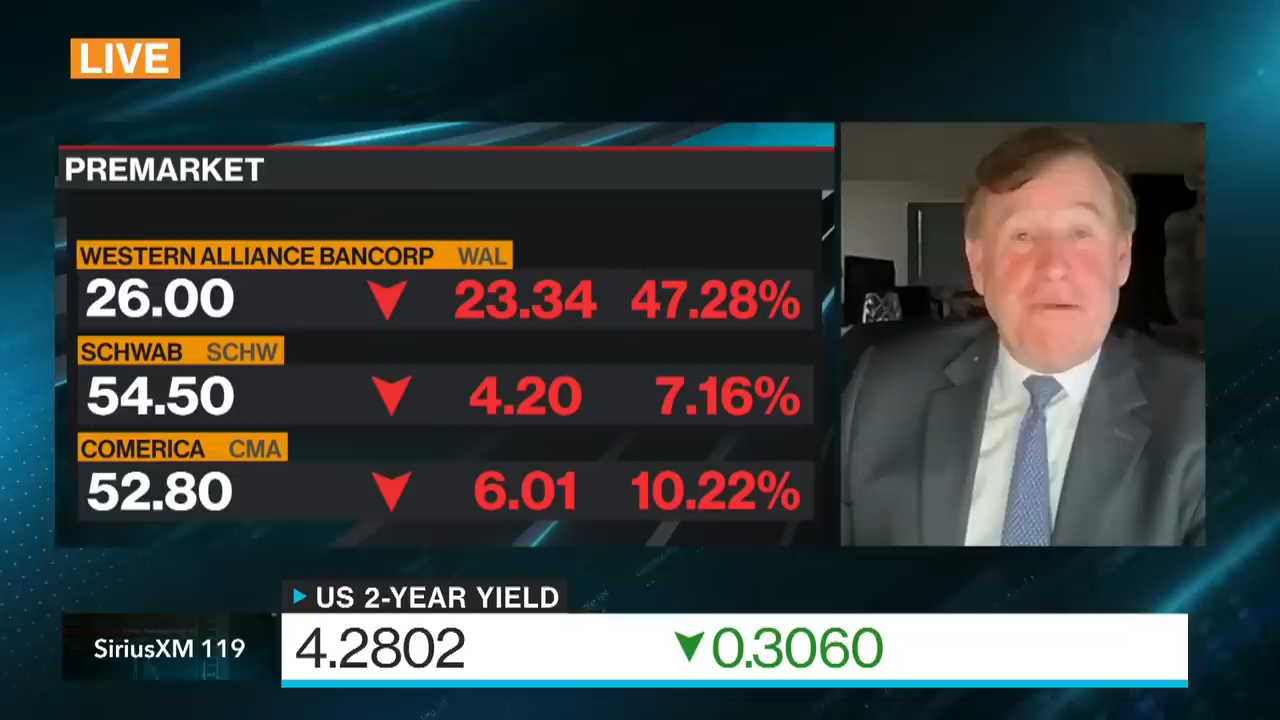 LIVE
PREMARKET
WESTERN ALLIANCE BANCORP WAL
26.00 23.34 47.28%
SCHWAB SCHW
54.50 4.20 7.16%
COMERICA CMA
52.80 6.01 10.22%
US 2-YEAR YIELD
SiriusXM 119
4.2802 0.3060